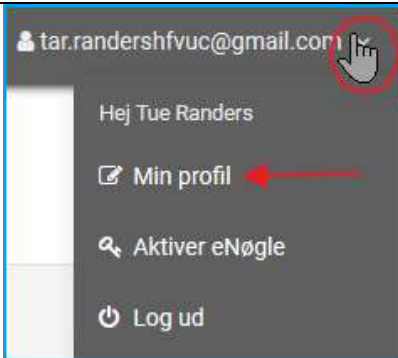 tar.randershfvuc@gmail.com
Hej Tue Randers
Min profil
Aktiver eNøgle
Log ud